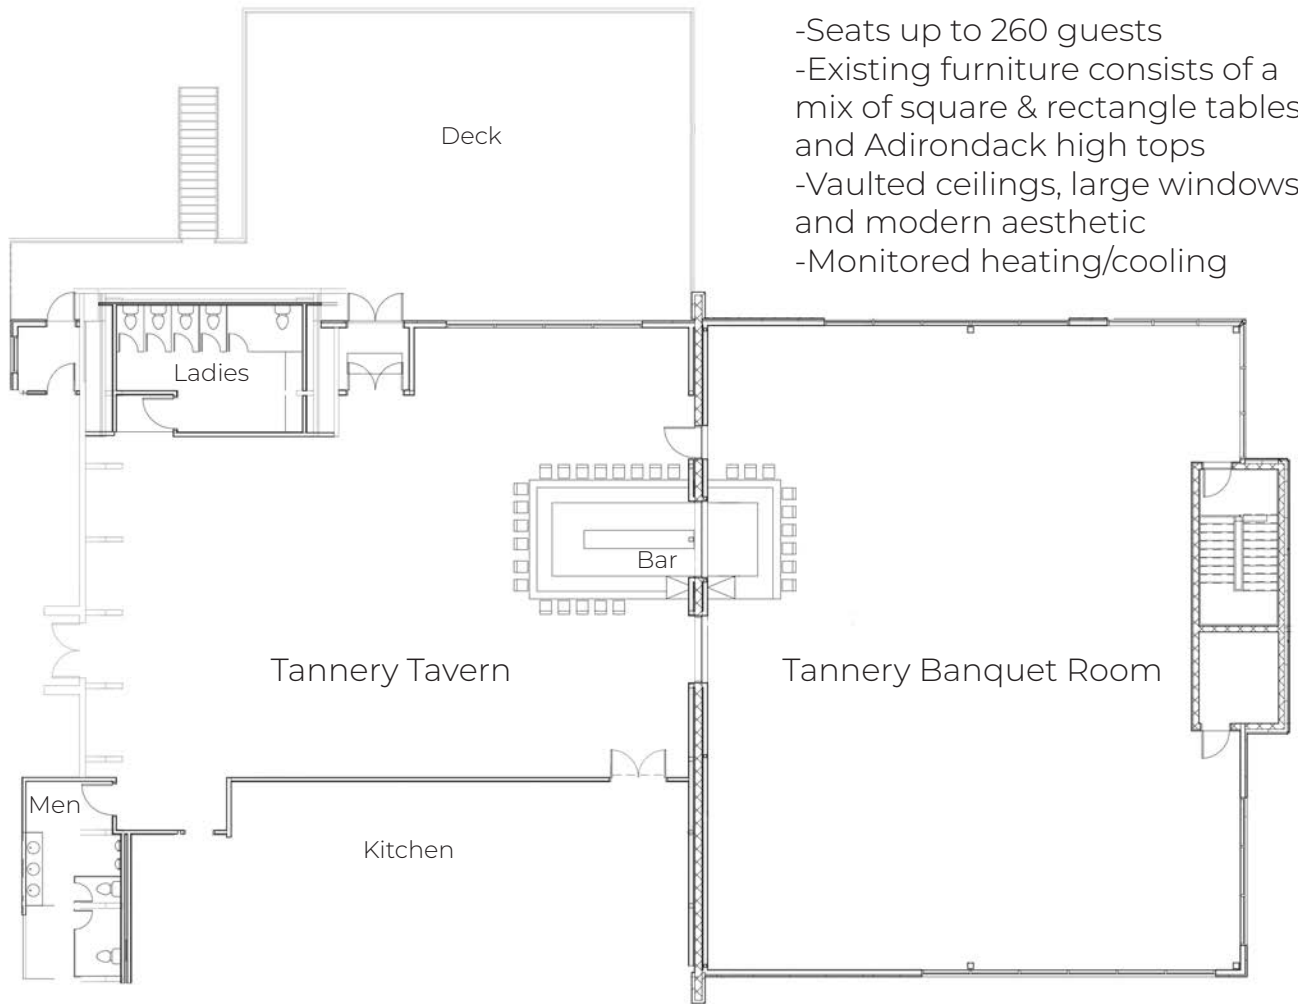 -Seats up to 260 guests
-Existing furniture consists of a
mix of square & rectangle tables
and Adirondack high tops
-Vaulted ceilings, large windows
and modern aesthetic
-Monitored heating/cooling
Deck
Ladies
Bar
Tannery Tavern
Tannery Banquet Room
Men
Kitchen